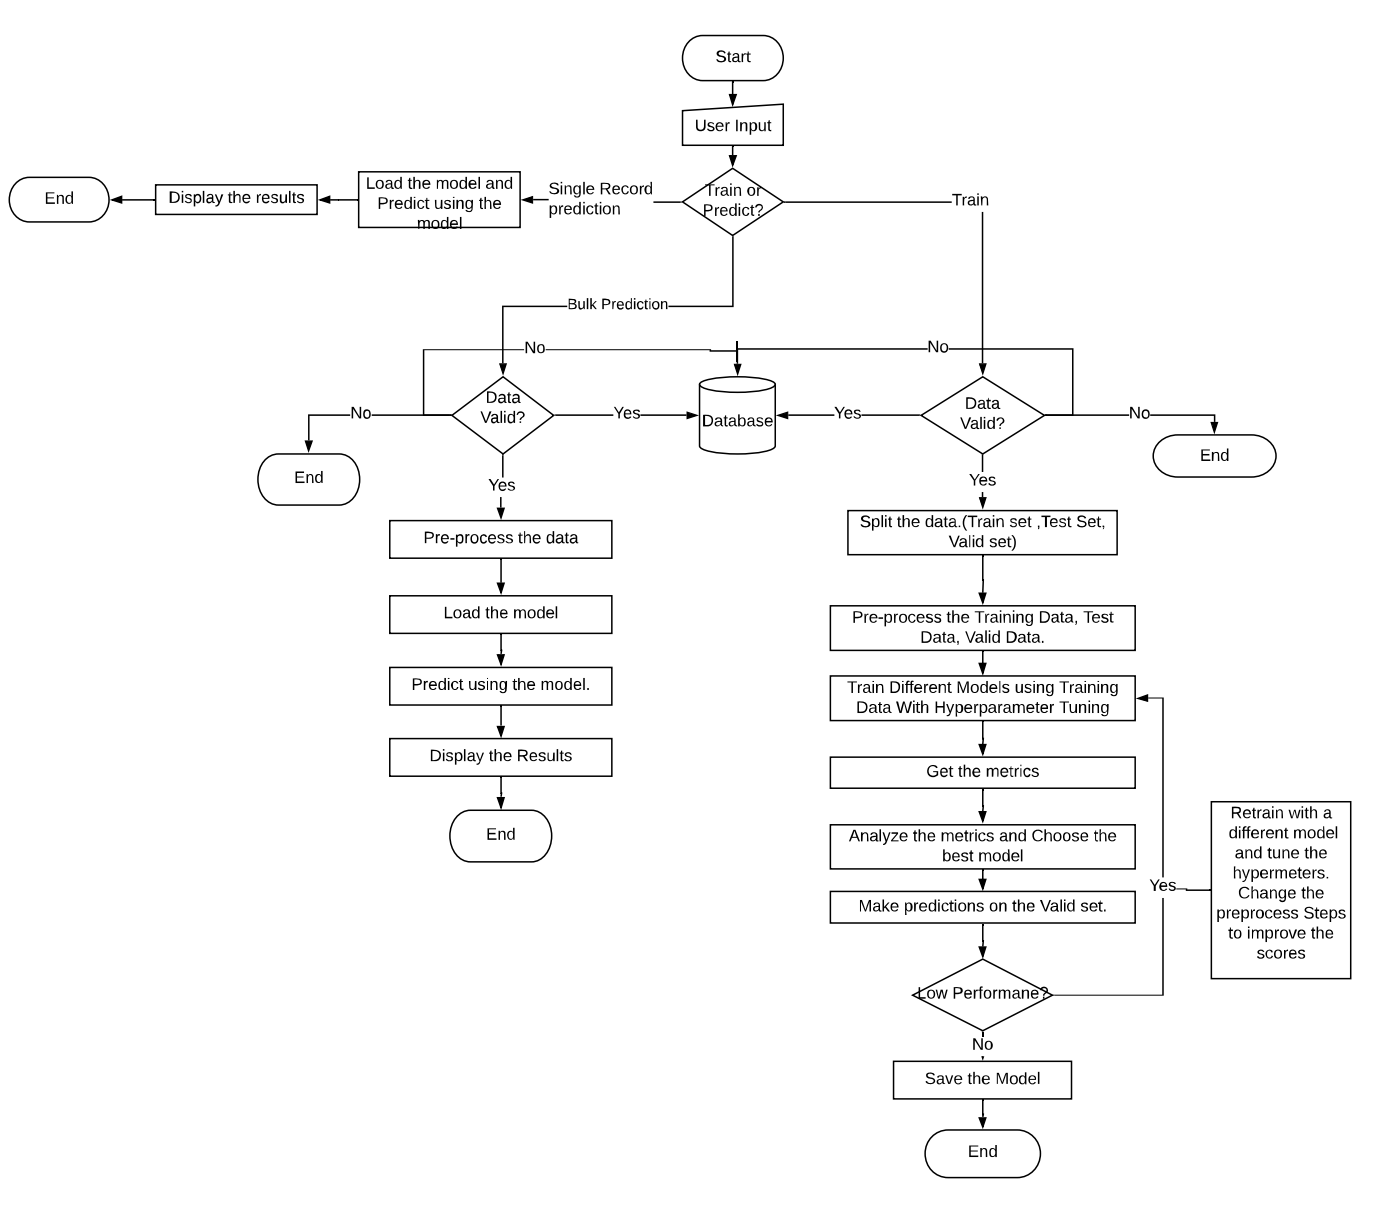 Start
User Input
Train or
Predict?
Single Record
prediction
Load the model and
Predict using the
model
Display the results
End
Train
Bulk Prediction
No
No
Data
Valid?
No
End
Yes
Database
Yes
Data
Valid?
No
End
Yes
Pre-process the data
Load the model
Predict using the model.
Display the Results
End
Yes
Split the data.(Train set ,Test Set,
Valid set)
Pre-process the Training Data, Test
Data, Valid Data.
Train Different Models using Training
Data With Hyperparameter Tuning
Get the metrics
Analyze the metrics and Choose the
best model
Make predictions on the Valid set.
Low Performane?
Yes
Retrain with a
different model
and tune the
hypermeters.
Change the
preprocess Steps
to improve the
scores
No
Save the Model
End